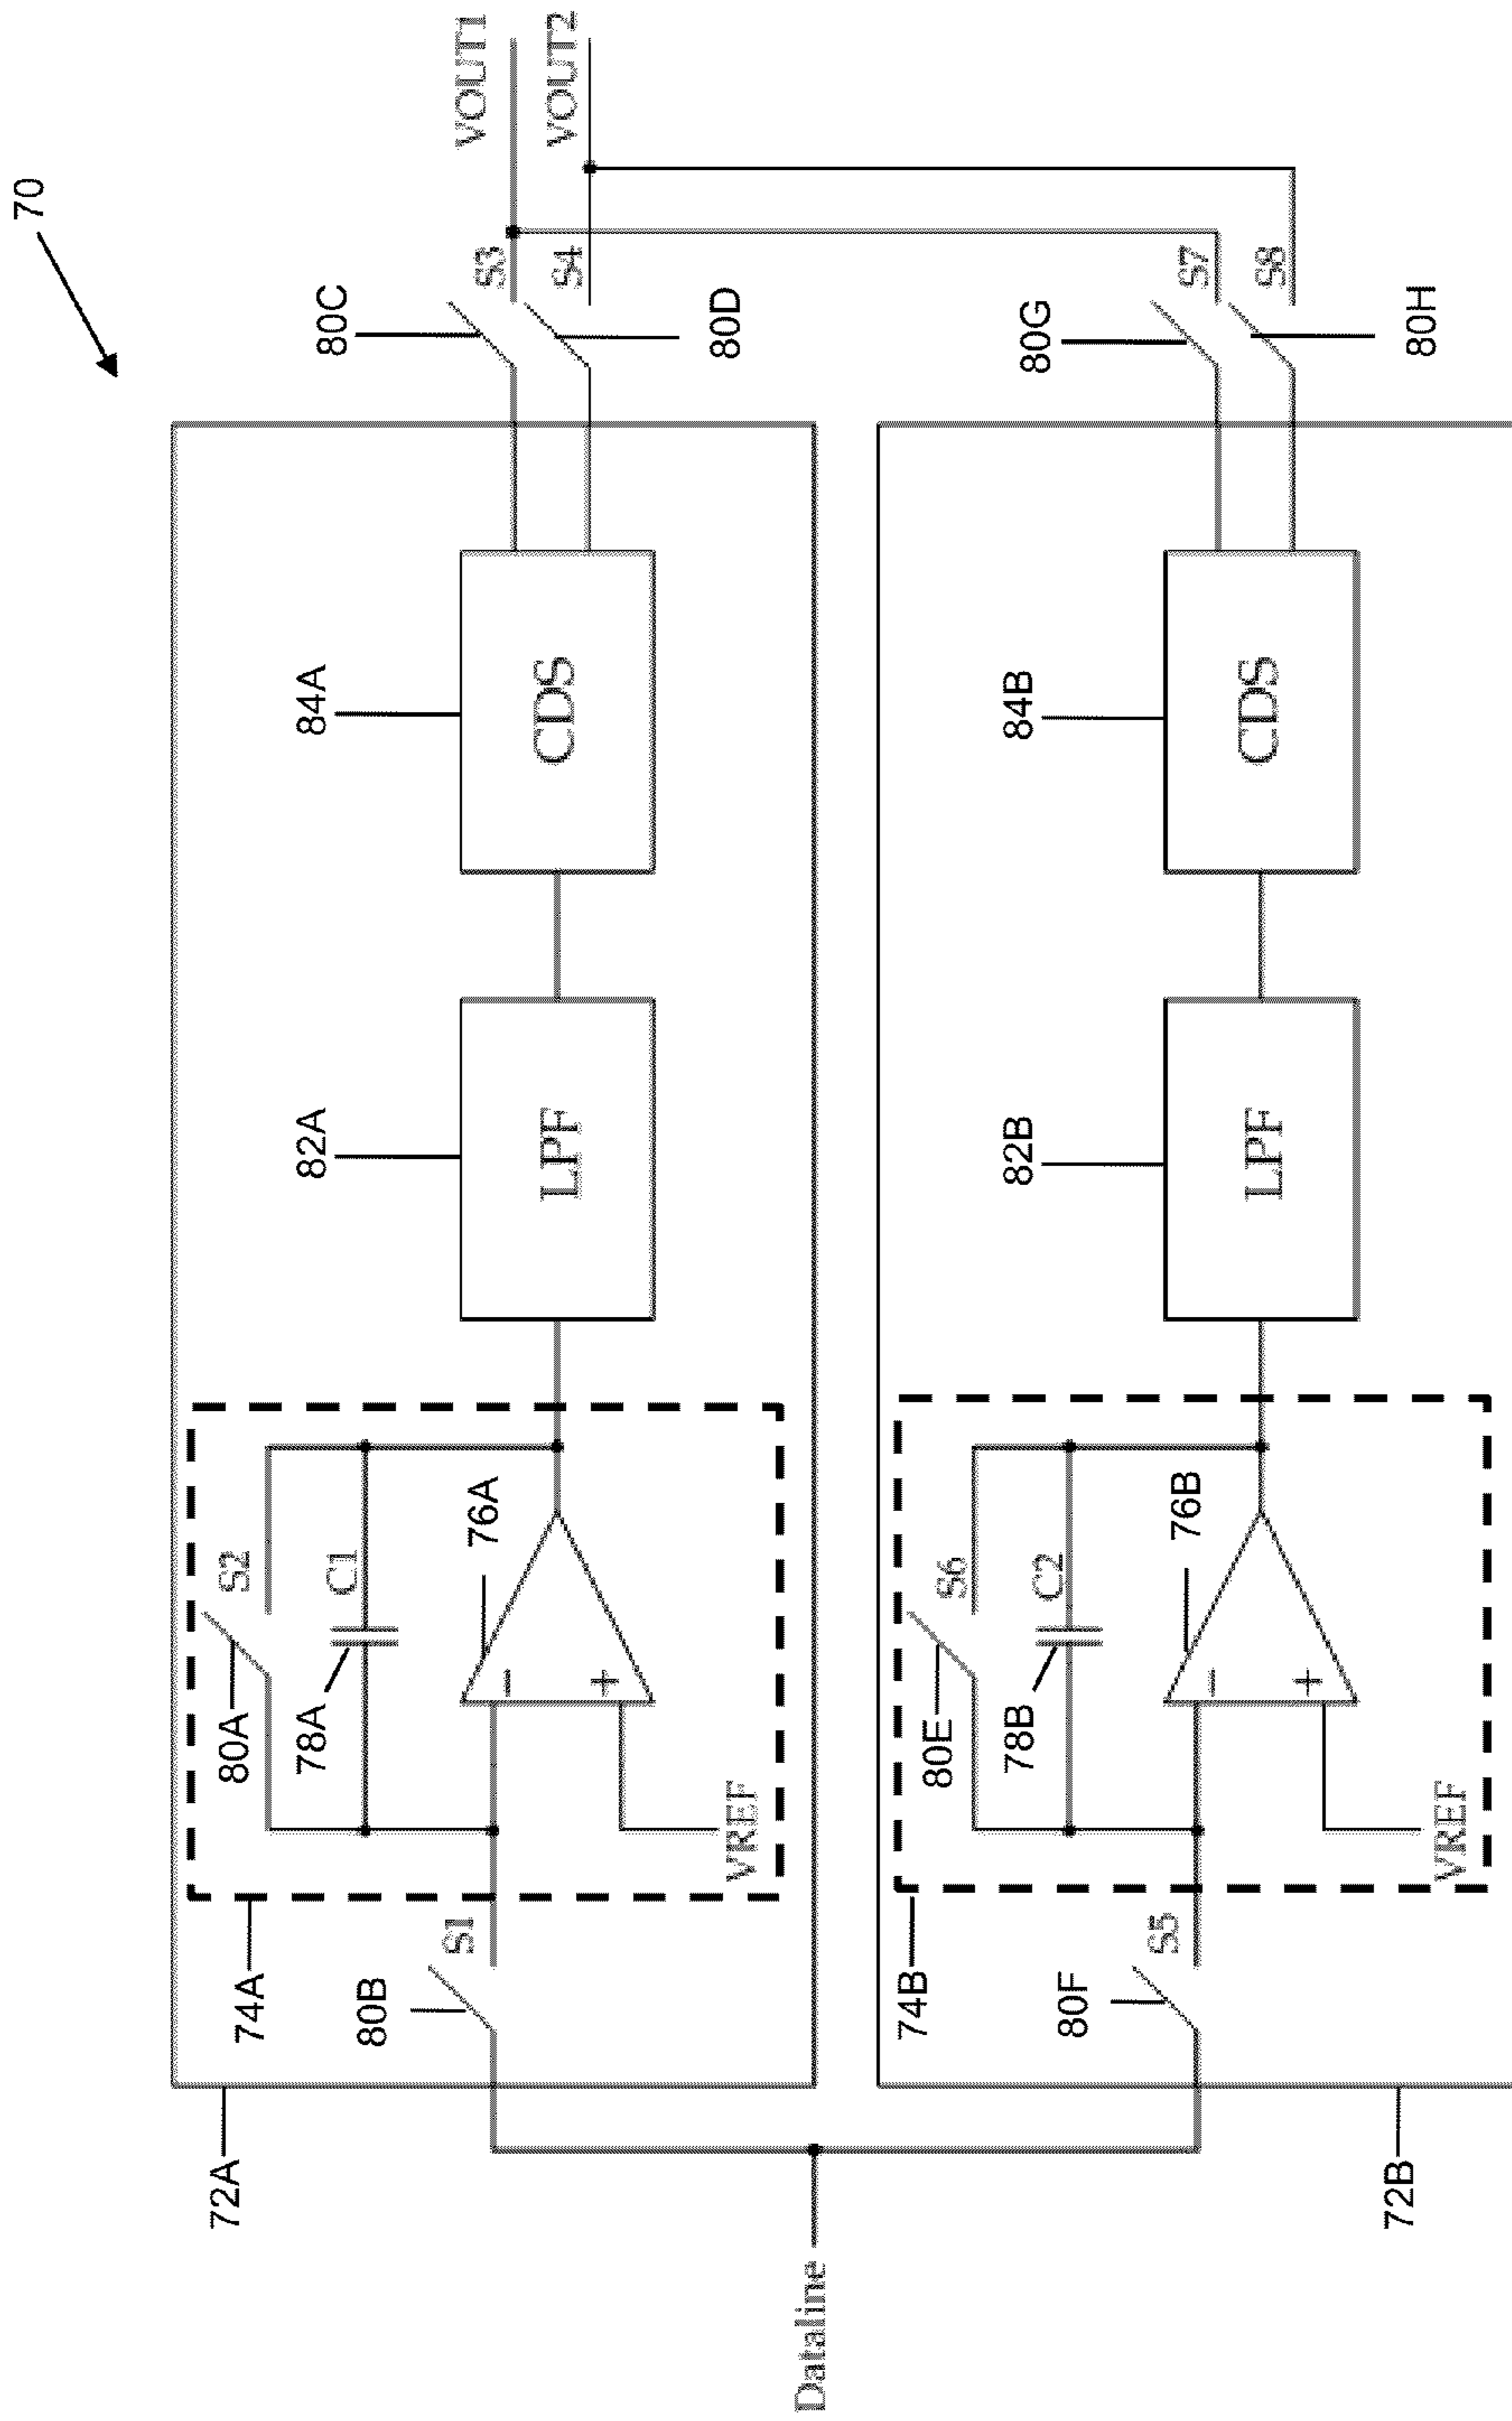 70
VOUT1
VOUT2
80C
S3
S4
80D
80G
S7
S8
80H
84A
CDS
84B
CDS
82A
LPF
82B
LPF
S2
80A
C1
78A
76A
-
+
VREF
74A
S1
80B
72A
S6
80E
C2
78B
76B
-
+
VREF
74B
S5
80F
72B
Dataline